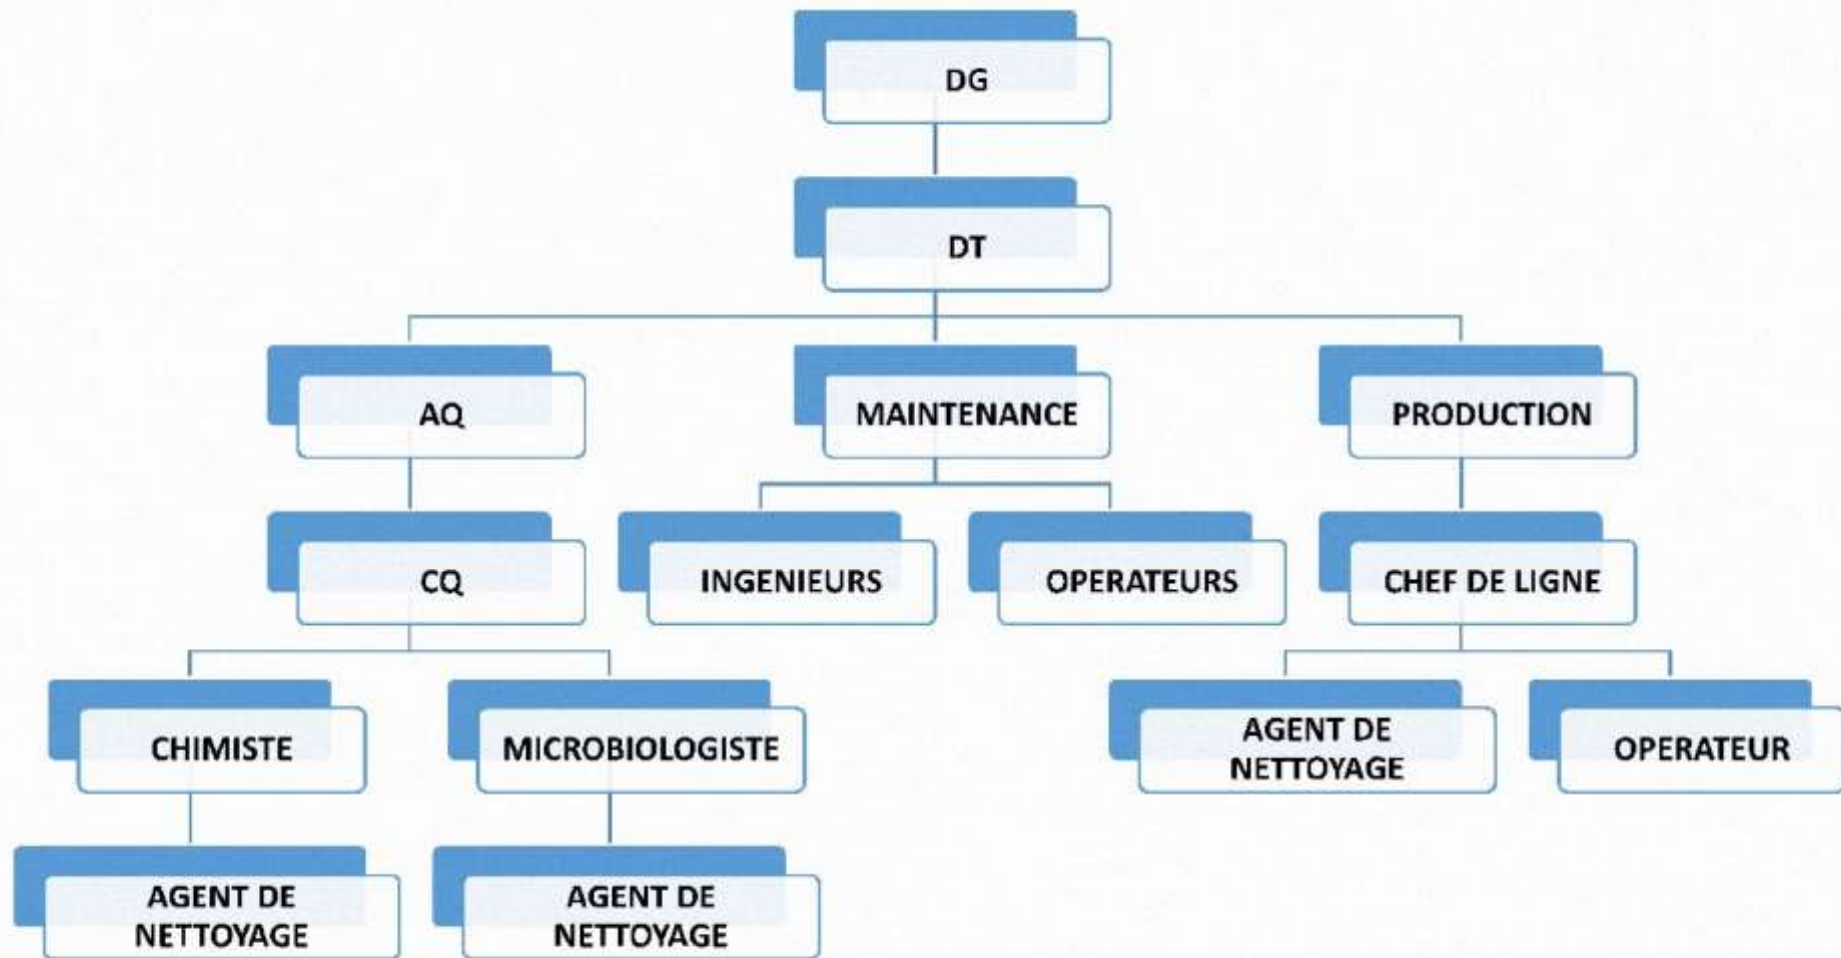 DG
DT
AQ
MAINTENANCE
PRODUCTION
CQ
INGENIEURS
OPERATEURS
CHEF DE LIGNE
CHIMISTE
MICROBIOLOGISTE
AGENT DE
NETTOYAGE
OPERATEUR
AGENT DE
NETTOYAGE
AGENT DE
NETTOYAGE